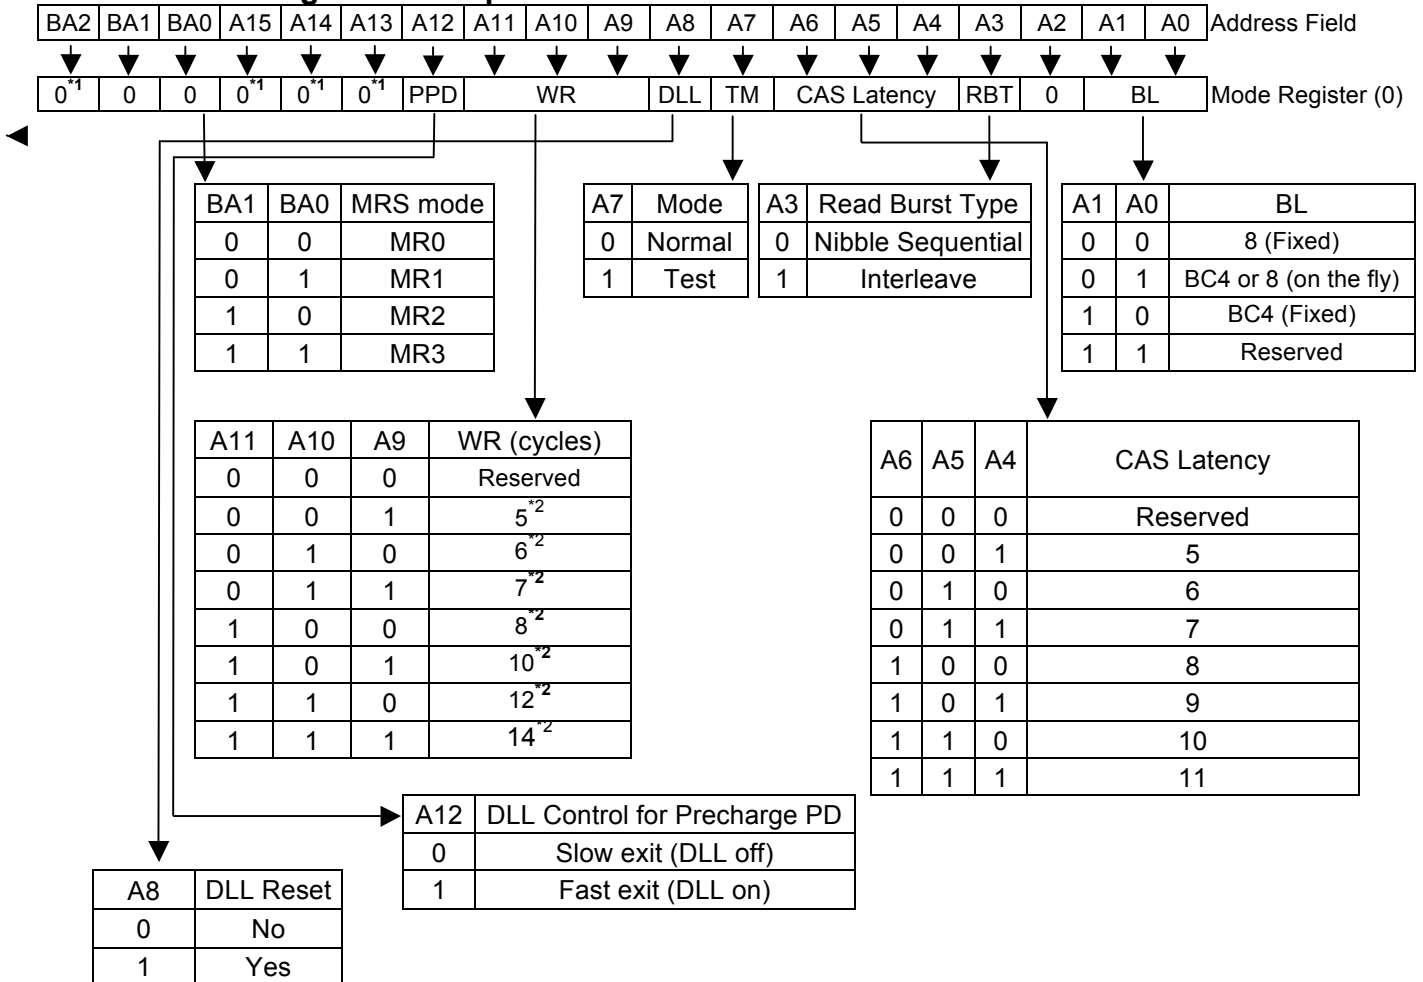 BA2 BA1 BA0 A15 A14 A13 A12 A11 A10 A9 A8 A7 A6 A5 A4 A3 A2 A1 A0 Address Field
0*1 0 0 0*1 0*1 0*1 PPD WR DLL TM CAS Latency RBT 0 BL Mode Register (0)
BA1 BA0 MRS mode
0 0 MR0
0 1 MR1
1 0 MR2
1 1 MR3
A7 Mode
0 Normal
1 Test
A3 Read Burst Type
0 Nibble Sequential
1 Interleave
A1 A0 BL
0 0 8 (Fixed)
0 1 BC4 or 8 (on the fly)
1 0 BC4 (Fixed)
1 1 Reserved
A11 A10 A9 WR (cycles)
0 0 0 Reserved
0 0 1 5*2
0 1 0 6*2
0 1 1 7*2
1 0 0 8*2
1 0 1 10*2
1 1 0 12*2
1 1 1 14*2
A6 A5 A4 CAS Latency
0 0 0 Reserved
0 0 1 5
0 1 0 6
0 1 1 7
1 0 0 8
1 0 1 9
1 1 0 10
1 1 1 11
A12 DLL Control for Precharge PD
0 Slow exit (DLL off)
1 Fast exit (DLL on)
A8 DLL Reset
0 No
1 Yes